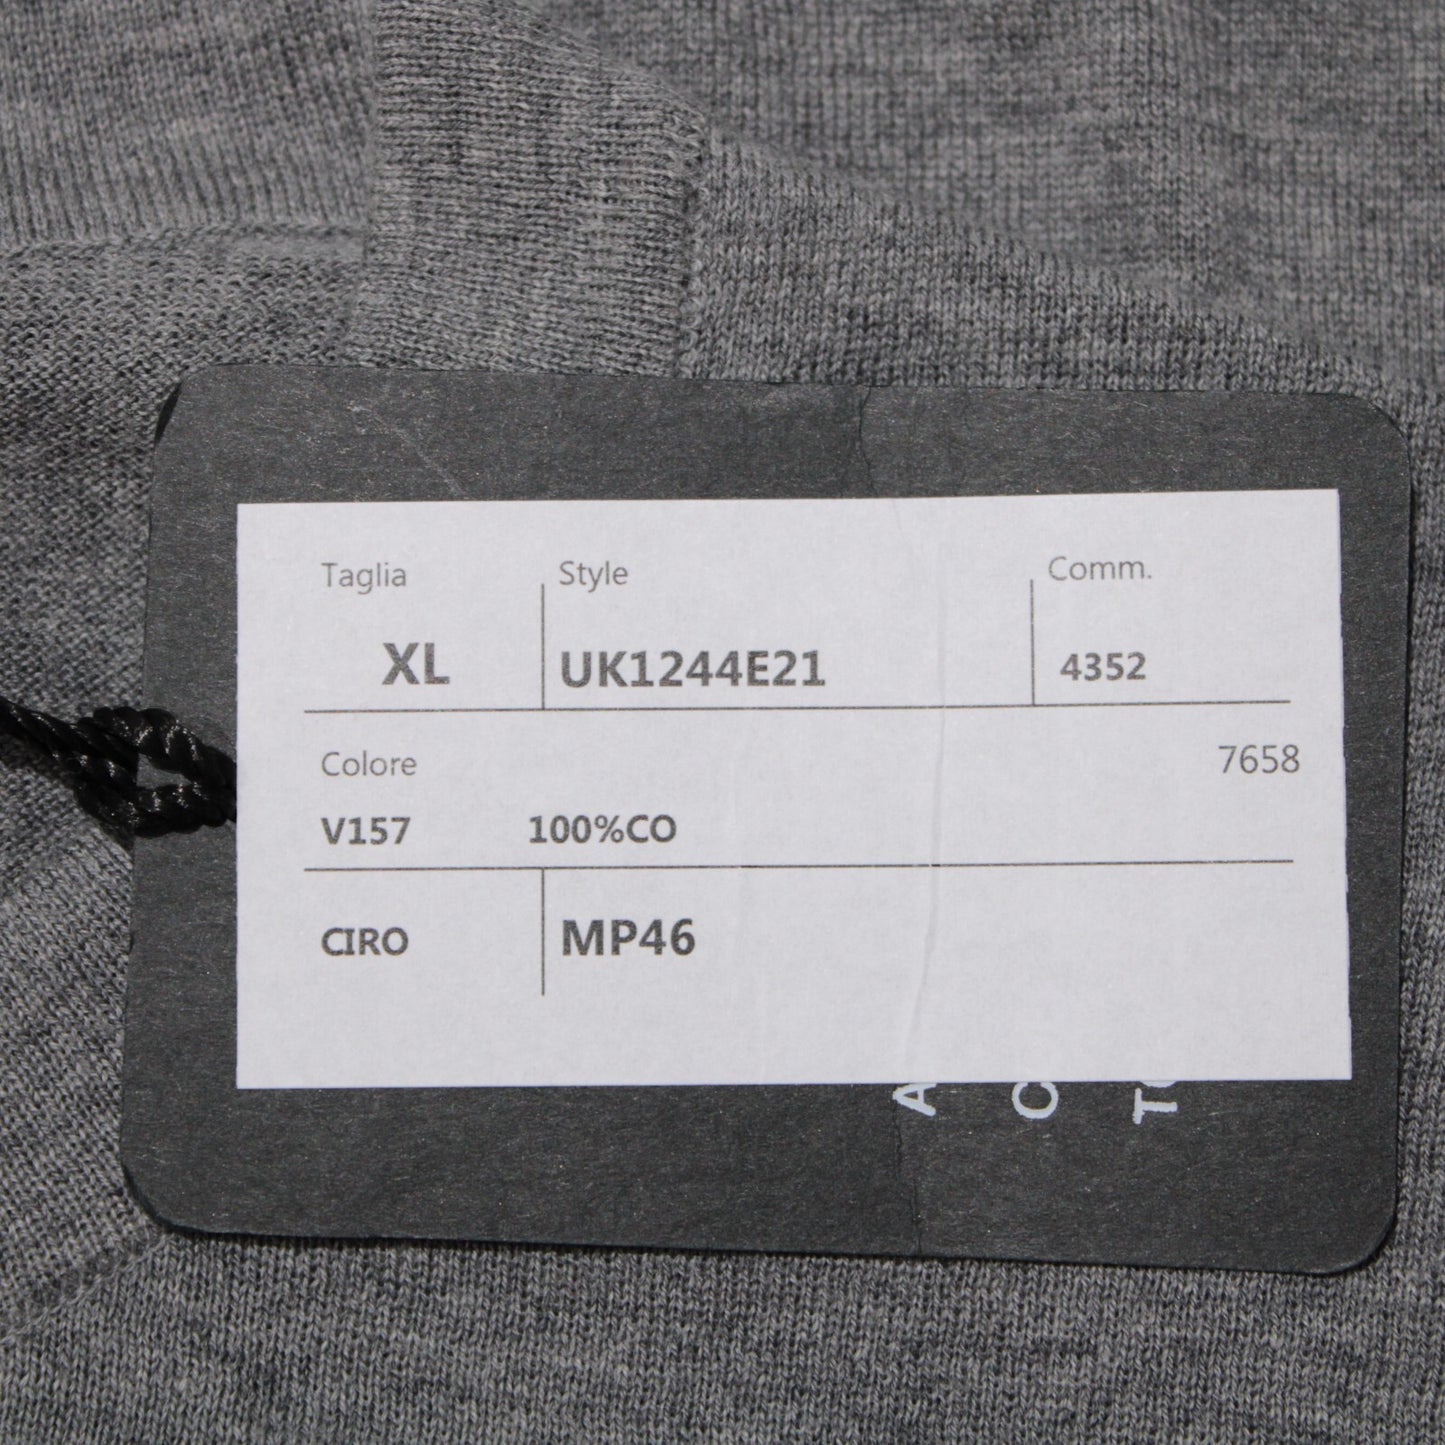 Taglia Style Comm.
XL UK1244E21 4352
Colore 7658
V157 100%CO
CIRO MP46